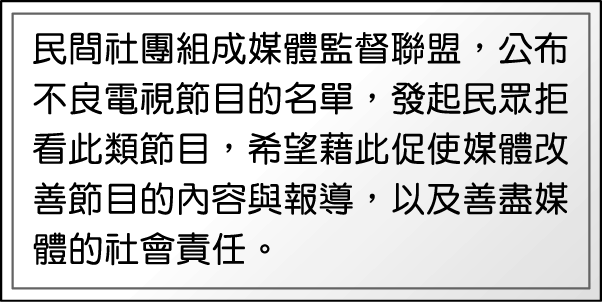 民間社團組成媒體監督聯盟，公布
不良電視節目的名單，發起民眾拒
看此類節目，希望藉此促使媒體改
善節目的內容與報導，以及善盡媒
體的社會責任。